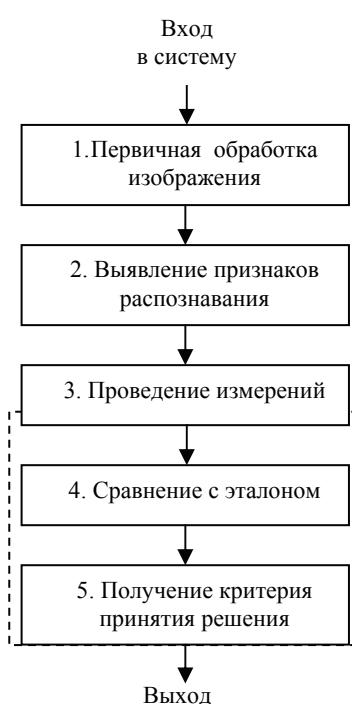 Вход
в систему
1.Первичная обработка
изображения
2. Выявление признаков
распознавания
3. Проведение измерений
4. Сравнение с эталоном
5. Получение критерия
принятия решения
Выход